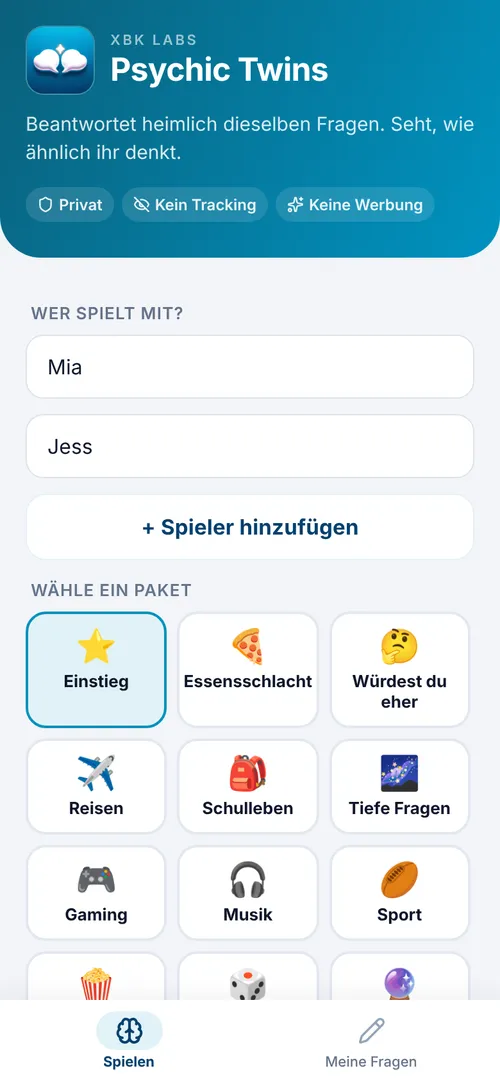 XBK LABS
Psychic Twins
Beantwortet heimlich dieselben Fragen. Seht, wie
ähnlich ihr denkt.
Privat
Kein Tracking
Keine Werbung
WER SPIELT MIT?
Mia
Jess
+ Spieler hinzufügen
WÄHLE EIN PAKET
Einstieg
Essensschlacht
Würdest du
eher
Reisen
Schulleben
Tiefe Fragen
Gaming
Musik
Sport
Spielen
Meine Fragen